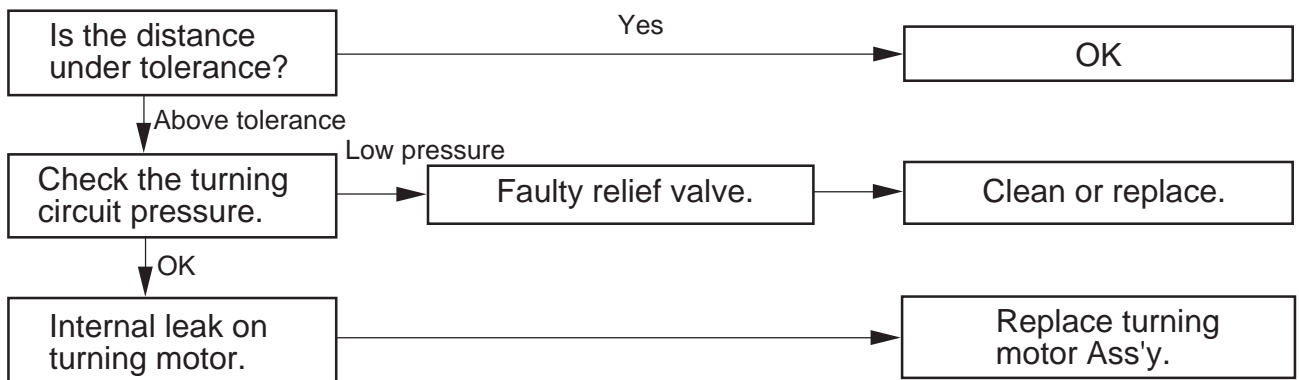 Is the distance
under tolerance?
Yes
OK
Above tolerance
Check the turning
circuit pressure.
Low pressure
Faulty relief valve.
Clean or replace.
OK
Internal leak on
turning motor.
Replace turning
motor Ass'y.